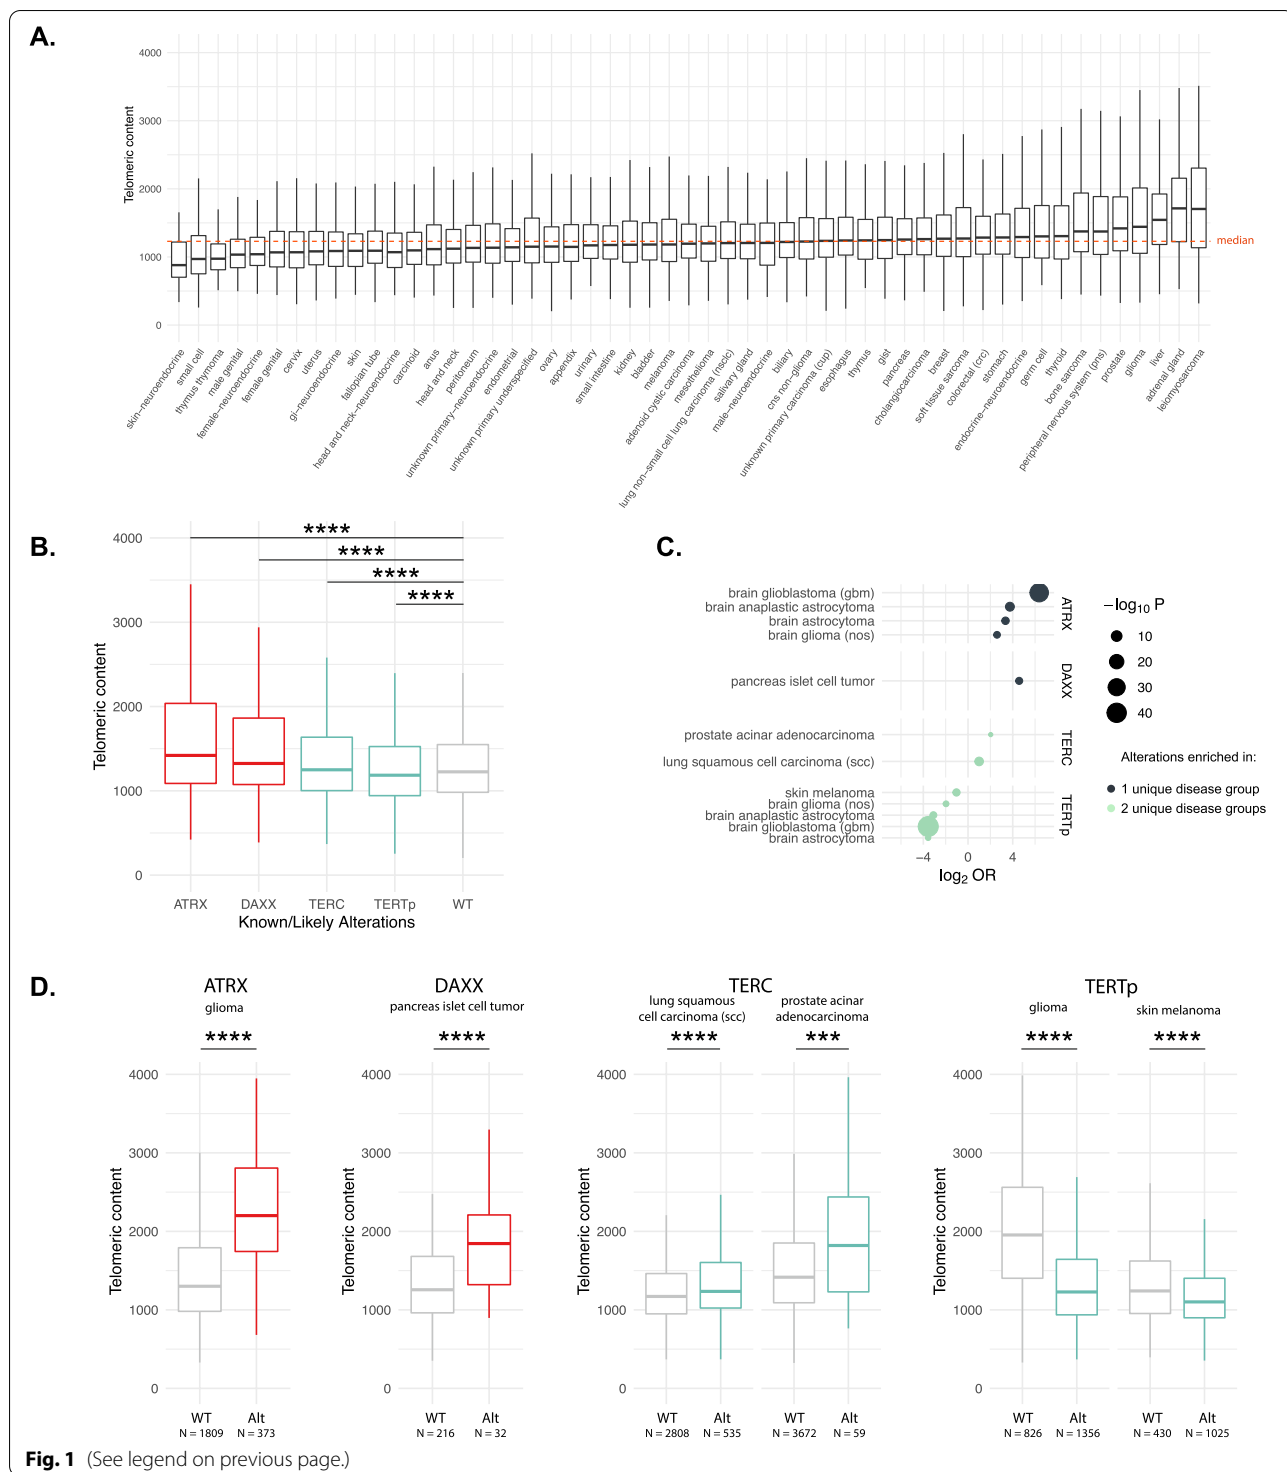 A.
Telomeric content
4000
3000
2000
1000
0
median
skin-neuroendocrine
small cell
thymus thymoma
male genital
female-neuroendocrine
female genital
cervix
uterus
gi-neuroendocrine
skin
fallopian tube
head and neck-neuroendocrine
carcinoid
anus
head and neck
peritoneum
unknown primary-neuroendocrine
endometrial
unknown primary underspecified
ovary
appendix
urinary
small intestine
kidney
bladder
melanoma
adenoid cystic carcinoma
mesothelioma
lung non-small cell lung carcinoma (nsclc)
salivary gland
male-neuroendocrine
biliary
cns non-glioma
unknown primary carcinoma (cup)
esophagus
thymus
gist
pancreas
cholangiocarcinoma
breast
soft tissue sarcoma
colorectal (crc)
stomach
endocrine-neuroendocrine
germ cell
thyroid
bone sarcoma
peripheral nervous system (pns)
prostate
glioma
liver
adrenal gland
leiomyosarcoma
B.
Telomeric content
4000
3000
2000
1000
0
****
****
****
****
ATRX DAXX TERC TERTp WT
Known/Likely Alterations
C.
brain glioblastoma (gbm)
brain anaplastic astrocytoma
brain astrocytoma
brain glioma (nos)
ATRX
pancreas islet cell tumor
DAXX
prostate acinar adenocarcinoma
lung squamous cell carcinoma (scc)
TERC
skin melanoma
brain glioma (nos)
brain anaplastic astrocytoma
brain glioblastoma (gbm)
brain astrocytoma
TERTp
−4 0 4
log2 OR
−log10 P
10
20
30
40
Alterations enriched in:
1 unique disease group
2 unique disease groups
D.
ATRX
glioma
****
Telomeric content
4000
3000
2000
1000
0
WT Alt
N = 1809 N = 373
DAXX
pancreas islet cell tumor
****
Telomeric content
4000
3000
2000
1000
0
WT Alt
N = 216 N = 32
TERC
lung squamous
cell carcinoma (scc)
prostate acinar
adenocarcinoma
**** ***
Telomeric content
4000
3000
2000
1000
0
WT Alt WT Alt
N = 2808 N = 535 N = 3672 N = 59
TERTp
glioma skin melanoma
**** ****
Telomeric content
4000
3000
2000
1000
0
WT Alt WT Alt
N = 826 N = 1356 N = 430 N = 1025
Fig. 1 (See legend on previous page.)